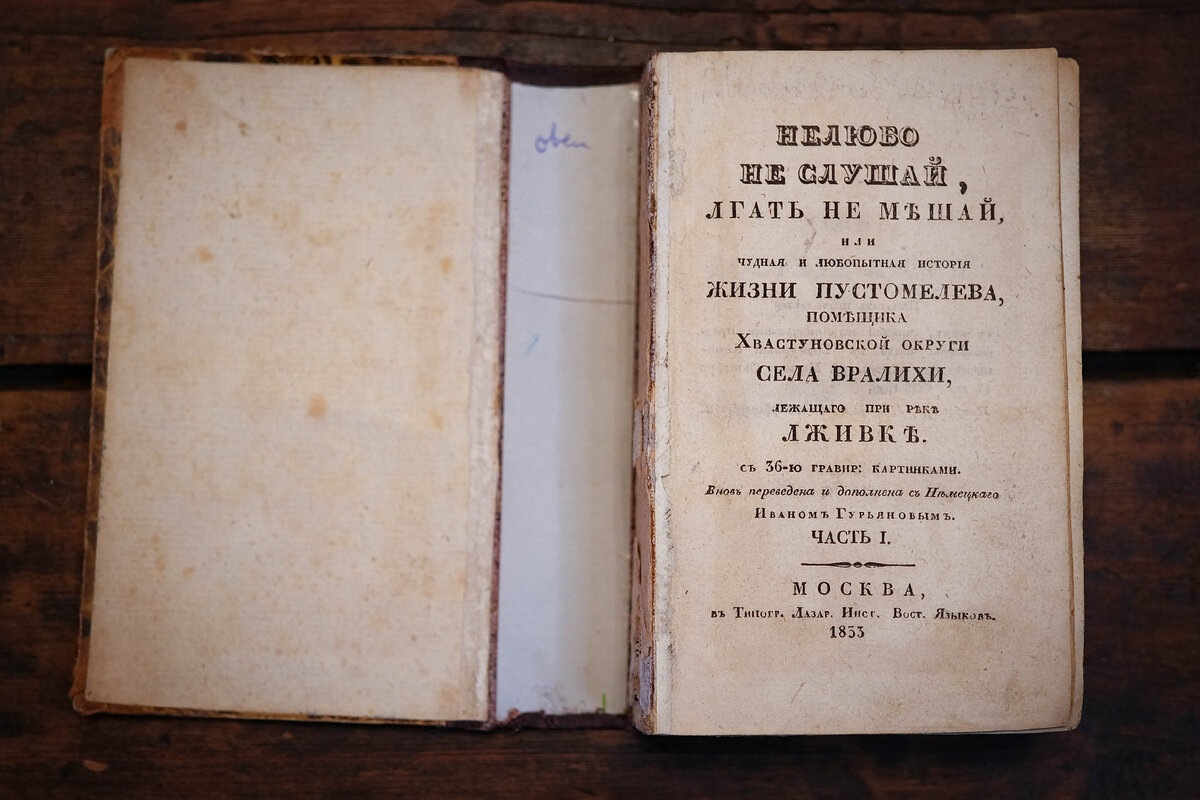 овен
НЕЛЮБО
НЕ СЛУШАЙ,
ЛГАТЬ НЕ МѢШАЙ,
ИЛИ
ЧУДНАЯ И ЛЮБОПЫТНАЯ ИСТОРІЯ
ЖИЗНИ ПУСТОМЕЛЕВА,
ПОМѢЩИКА
ХВАСТУНОВСКОЙ ОКРУГИ
СЕЛА ВРАЛИХИ,
ЛЕЖАЩАГО ПРИ РѢКѢ
ЛЖИВКѢ.
СЪ 36-Ю ГРАВИР: КАРТИНКАМИ.
Вновь переведена и дополнена съ Нѣмецкаго
ИВАНОМЪ ГУРЬЯНОВЫМЪ.
ЧАСТЬ I.
МОСКВА,
въ Типогр. Лазар. Инст. Вост. Языковъ.
1833